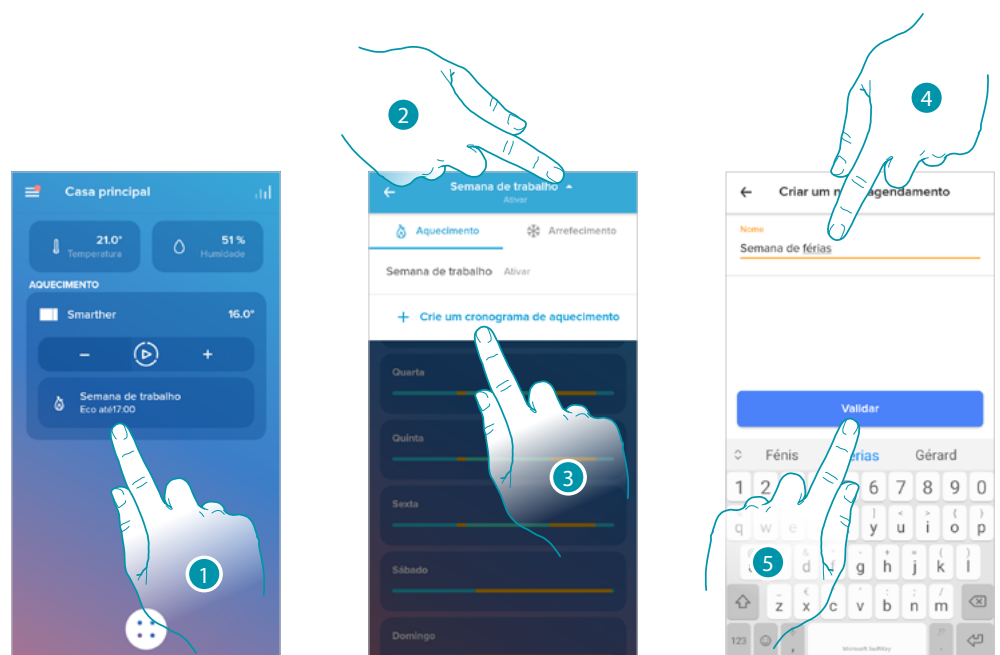 Casa principal
21.0°
Temperatura
51 %
Humidade
AQUECIMENTO
Smarther
16.0°
−
+
Semana de trabalho
Eco até17:00
1
2
Semana de trabalho
Ativar
Aquecimento
Arrefecimento
Semana de trabalho Ativar
+ Crie um cronograma de aquecimento
Quarta
Quinta
Sexta
Sábado
Domingo
3
4
Criar um n agendamento
Nome
Semana de férias
Validar
Fénis érias Gérard
1 2 6 7 8 9 0
q w e y u i o p
d g h j k l
z x c v b n m
123 ,
Microsoft SwiftKey
5